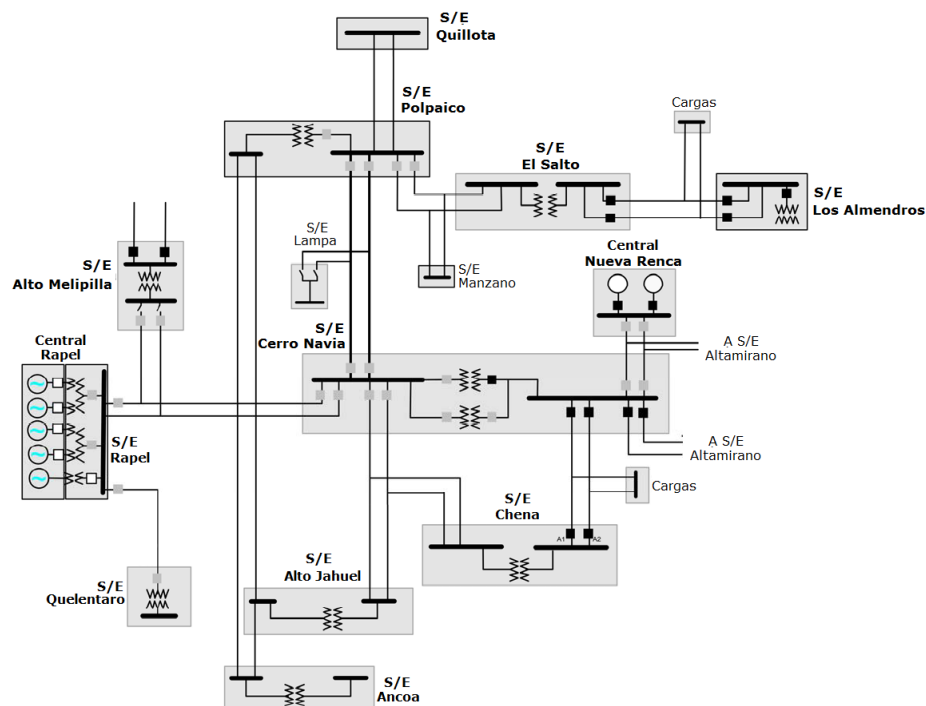 S/E
Quillota
S/E
Polpaico
Cargas
S/E
El Salto
S/E
Los Almendros
S/E
Lampa
S/E
Manzano
Central
Nueva Renca
S/E
Alto Melipilla
S/E
Cerro Navia
A S/E
Altamirano
Central
Rapel
S/E
Rapel
A S/E
Altamirano
Cargas
S/E
Chena
A1
A2
S/E
Alto Jahuel
S/E
Quelentaro
S/E
Ancoa